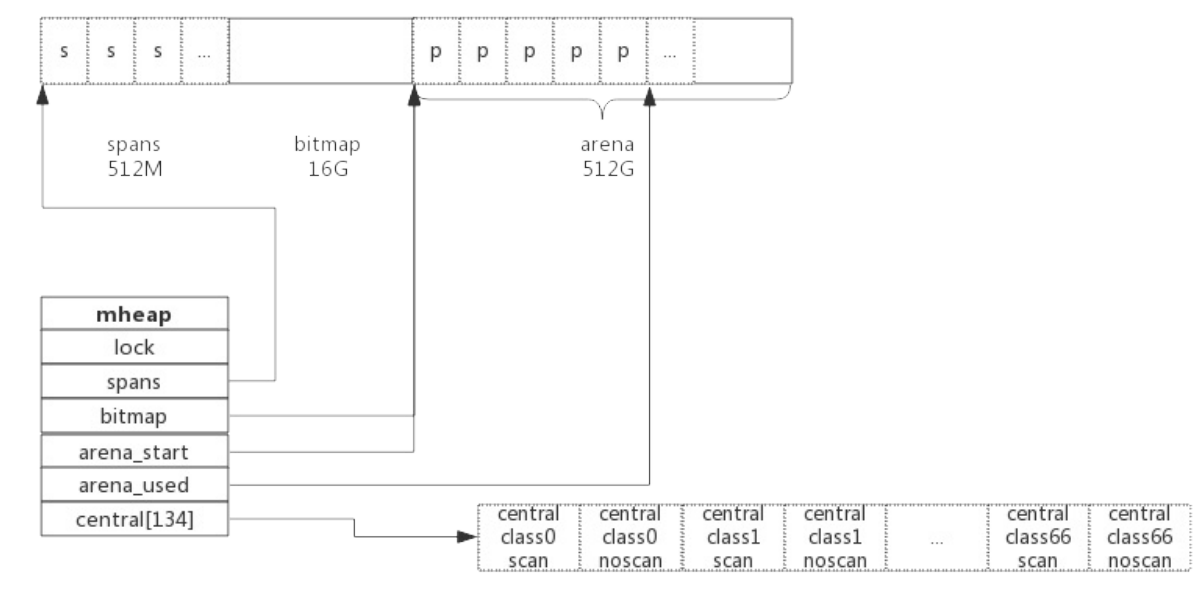 s s s ... p p p p p ...
spans bitmap arena
512M 16G 512G
mheap
lock
spans
bitmap
arena_start
arena_used
central[134]
central central central central central central
class0 class0 class1 class1 ... class66 class66
scan noscan scan noscan scan noscan